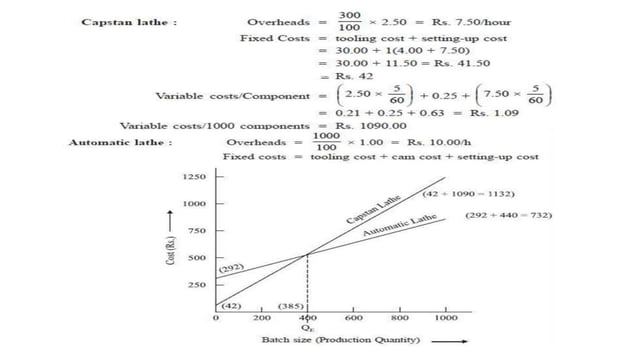 Capstan lathe : Overheads = 300/100 × 2.50 = Rs. 7.50/hour
Fixed Costs = tooling cost + setting-up cost
= 30.00 + 1(4.00 + 7.50)
= 30.00 + 11.50 = Rs. 41.50
= Rs. 42
Variable costs/Component = (2.50 × 5/60) + 0.25 + (7.50 × 5/60)
= 0.21 + 0.25 + 0.63 = Rs. 1.09
Variable costs/1000 components = Rs. 1090.00
Automatic lathe : Overheads = 1000/100 × 1.00 = Rs. 10.00/h
Fixed costs = tooling cost + cam cost + setting-up cost
1250
1000
750
500
250
Cost (Rs.)
Capstan Lathe
(42 + 1090 = 1132)
Automatic Lathe
(292 + 440 = 732)
(292)
(42)
(385)
0 200 400 600 800 1000
QE
Batch size (Production Quantity)